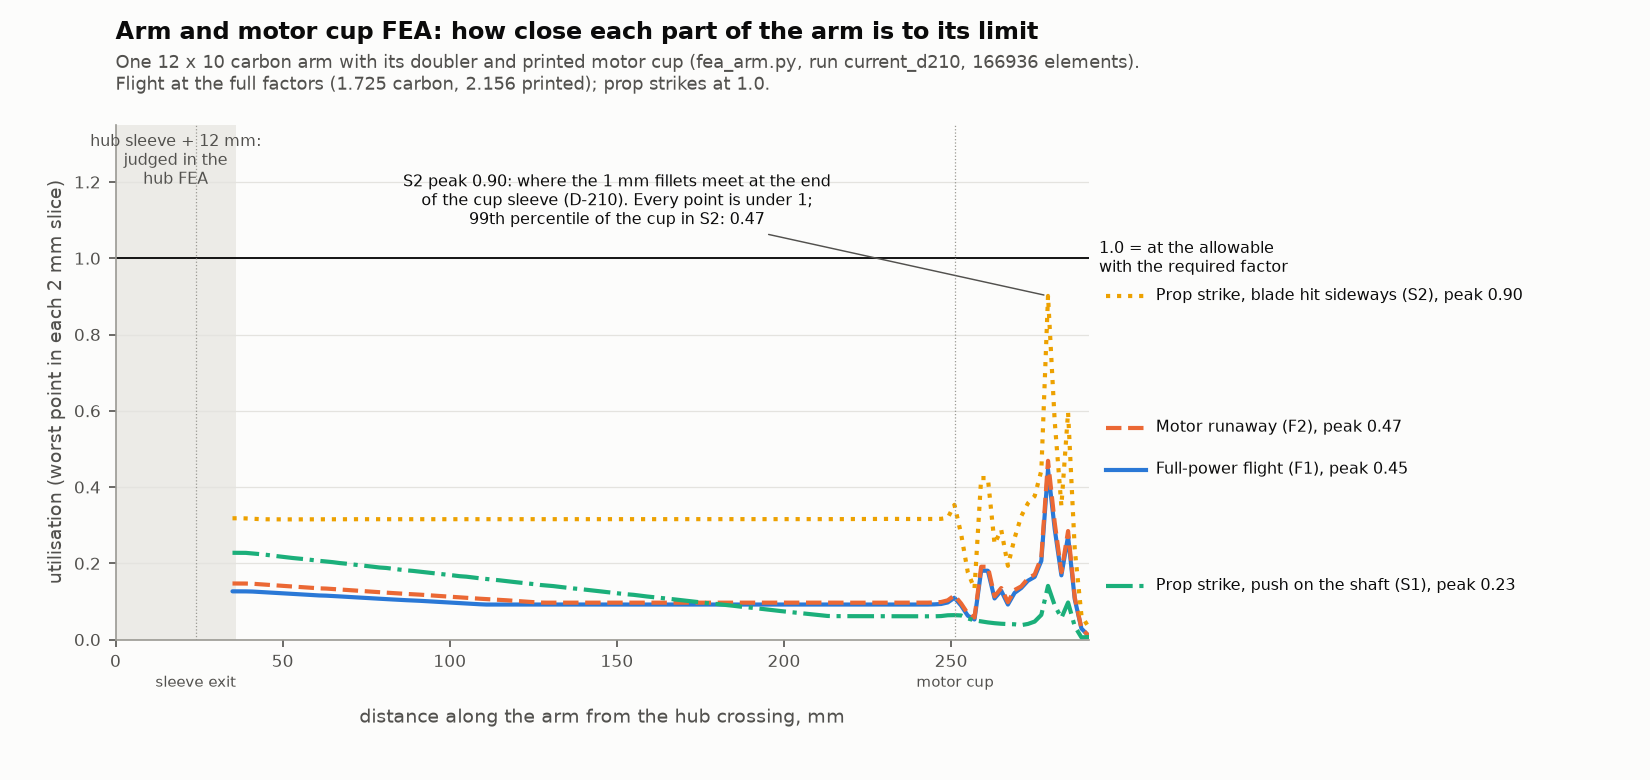 Arm and motor cup FEA: how close each part of the arm is to its limit
One 12 x 10 carbon arm with its doubler and printed motor cup (fea_arm.py, run current_d210, 166936 elements).
Flight at the full factors (1.725 carbon, 2.156 printed); prop strikes at 1.0.
hub sleeve + 12 mm:
judged in the
hub FEA
S2 peak 0.90: where the 1 mm fillets meet at the end
of the cup sleeve (D-210). Every point is under 1;
99th percentile of the cup in S2: 0.47
1.0 = at the allowable
with the required factor
Prop strike, blade hit sideways (S2), peak 0.90
Motor runaway (F2), peak 0.47
Full-power flight (F1), peak 0.45
Prop strike, push on the shaft (S1), peak 0.23
utilisation (worst point in each 2 mm slice)
1.2
1.0
0.8
0.6
0.4
0.2
0.0
0 50 100 150 200 250
sleeve exit motor cup
distance along the arm from the hub crossing, mm